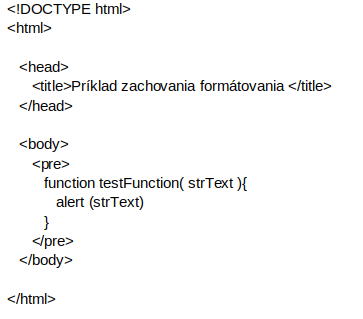 <!DOCTYPE html>
<html>
<head>
<title>Príklad zachovania formátovania </title>
</head>
<body>
<pre>
function testFunction( strText ){
alert (strText)
}
</pre>
</body>
</html>